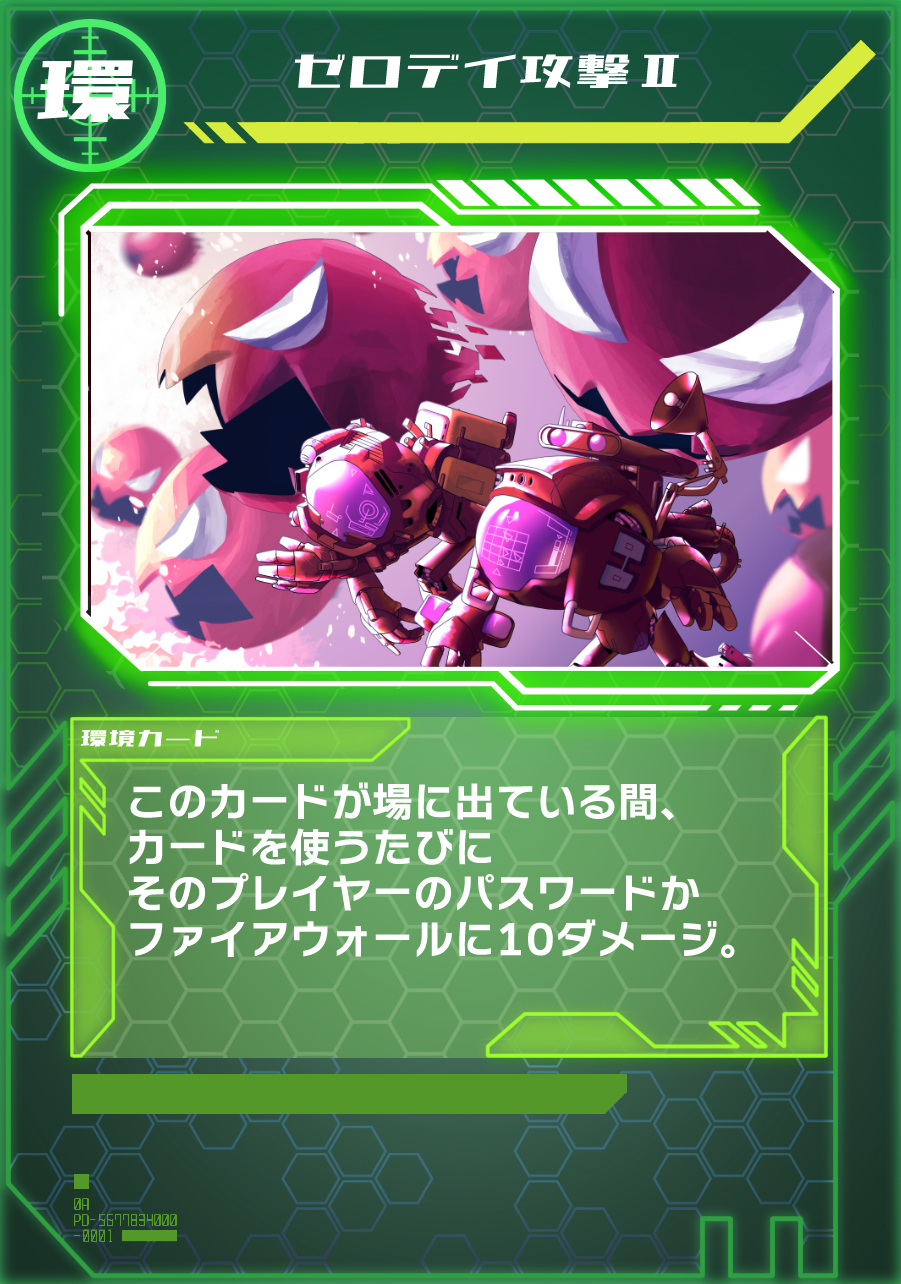 環
ゼロデイ攻撃 Ⅱ
環境カード
このカードが場に出ている間、
カードを使うたびに
そのプレイヤーのパスワードか
ファイアウォールに10ダメージ。
0A
PD-5677834000
-0001